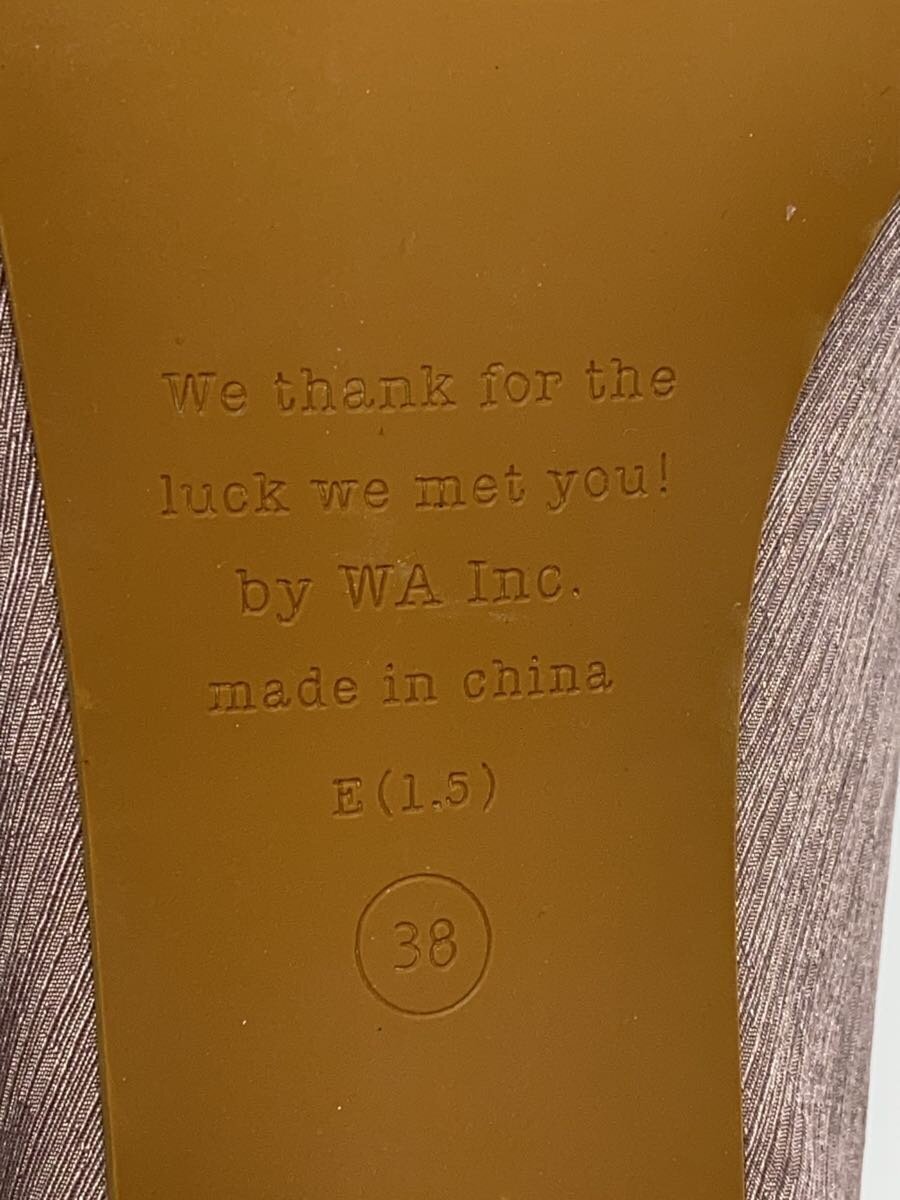 We thank for the
luck we met you!
by WA Inc.
made in china
E(1.5)
38